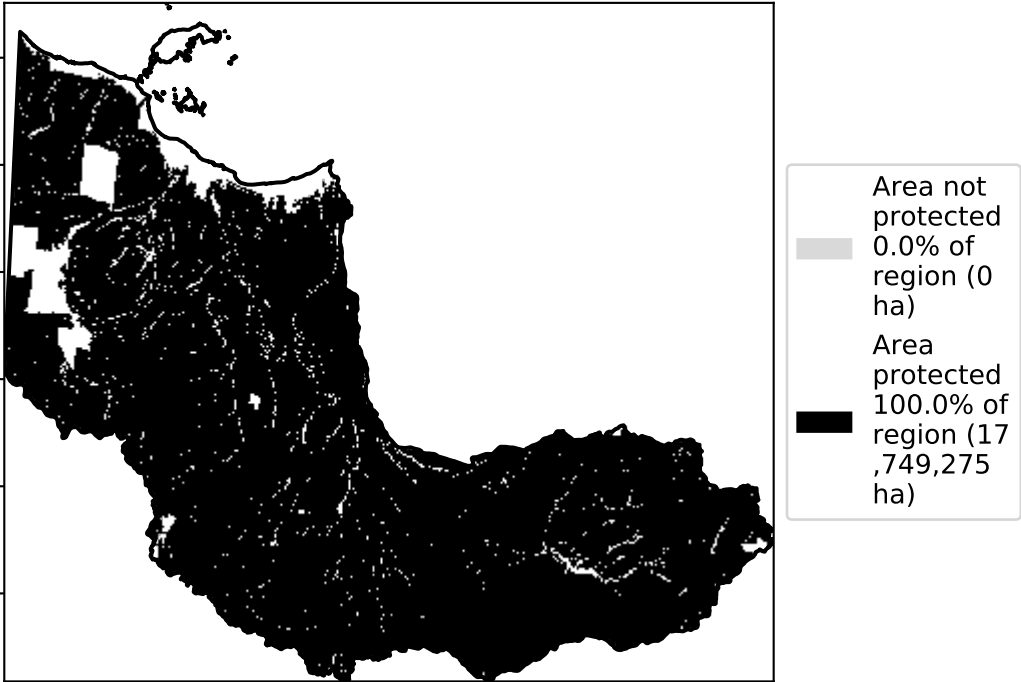 Area not
protected
0.0% of
region (0
ha)
Area
protected
100.0% of
region (17
,749,275
ha)